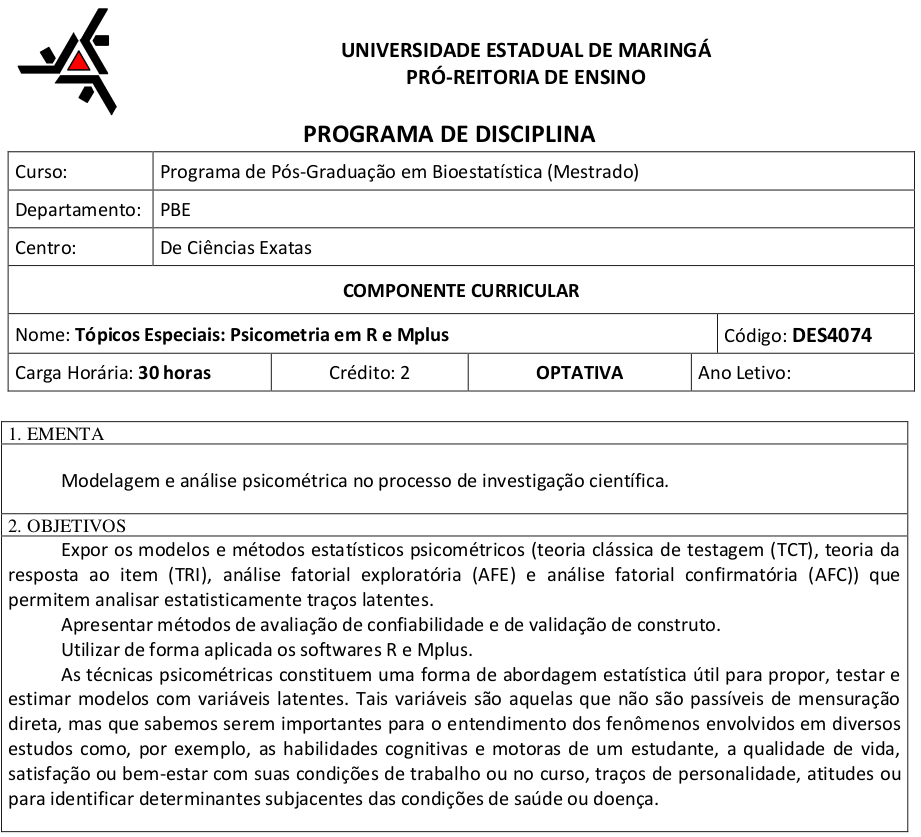 UNIVERSIDADE ESTADUAL DE MARINGÁ
PRÓ-REITORIA DE ENSINO
PROGRAMA DE DISCIPLINA
Curso: Programa de Pós-Graduação em Bioestatística (Mestrado)
Departamento: PBE
Centro: De Ciências Exatas
COMPONENTE CURRICULAR
Nome: Tópicos Especiais: Psicometria em R e Mplus Código: DES4074
Carga Horária: 30 horas Crédito: 2 OPTATIVA Ano Letivo:
1. EMENTA
Modelagem e análise psicométrica no processo de investigação científica.
2. OBJETIVOS
Expor os modelos e métodos estatísticos psicométricos (teoria clássica de testagem (TCT), teoria da
resposta ao item (TRI), análise fatorial exploratória (AFE) e análise fatorial confirmatória (AFC)) que
permitem analisar estatisticamente traços latentes.
Apresentar métodos de avaliação de confiabilidade e de validação de construto.
Utilizar de forma aplicada os softwares R e Mplus.
As técnicas psicométricas constituem uma forma de abordagem estatística útil para propor, testar e
estimar modelos com variáveis latentes. Tais variáveis são aquelas que não são passíveis de mensuração
direta, mas que sabemos serem importantes para o entendimento dos fenômenos envolvidos em diversos
estudos como, por exemplo, as habilidades cognitivas e motoras de um estudante, a qualidade de vida,
satisfação ou bem-estar com suas condições de trabalho ou no curso, traços de personalidade, atitudes ou
para identificar determinantes subjacentes das condições de saúde ou doença.